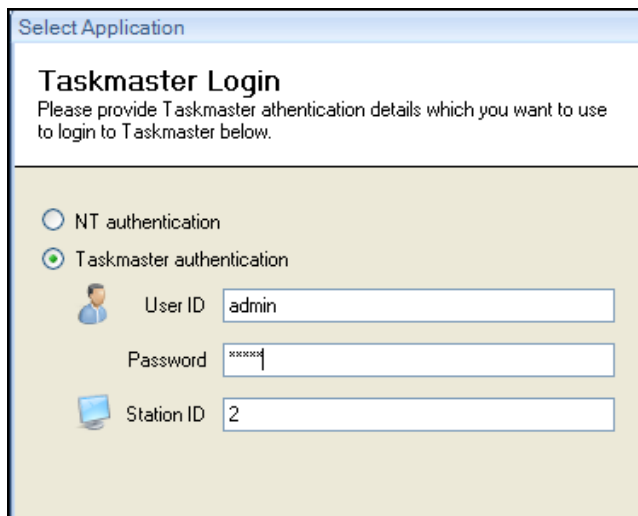 Select Application
Taskmaster Login
Please provide Taskmaster athentication details which you want to use
to login to Taskmaster below.
NT authentication
Taskmaster authentication
User ID admin
Password *****
Station ID 2